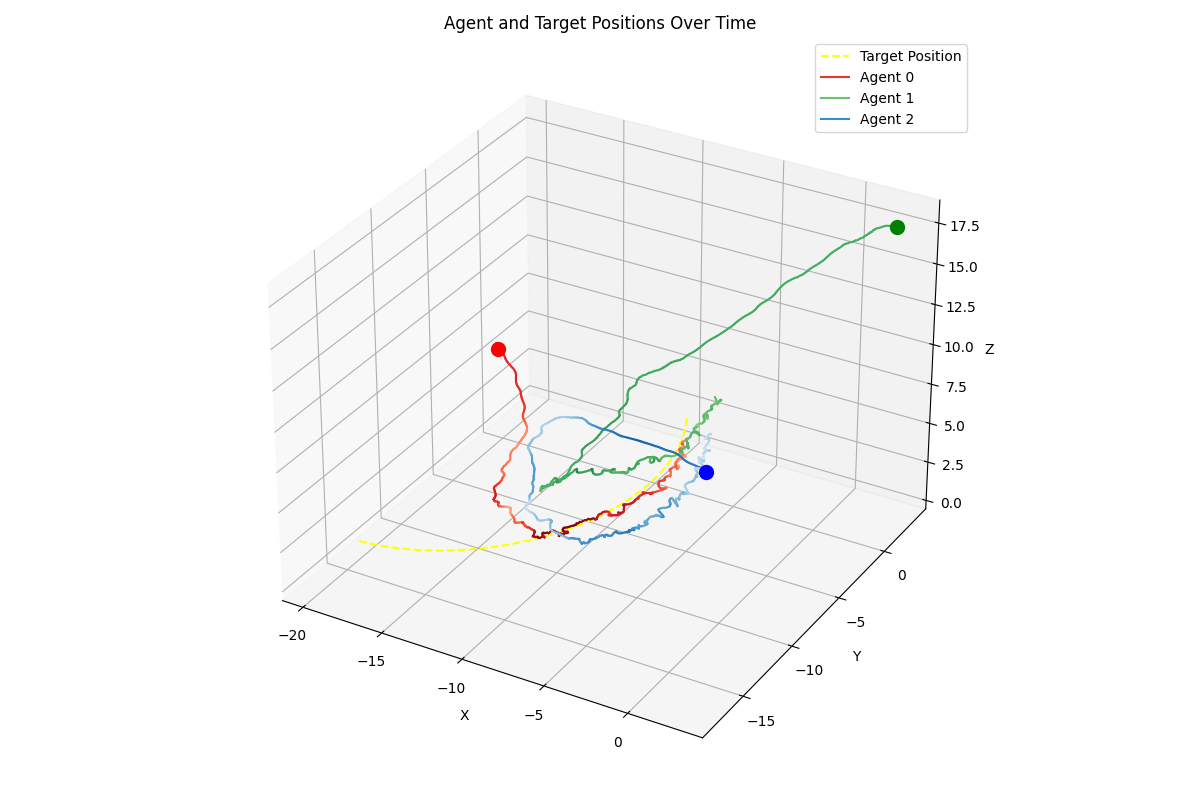 Agent and Target Positions Over Time
Target Position
Agent 0
Agent 1
Agent 2
17.5
15.0
12.5
10.0
Z
7.5
5.0
2.5
0.0
0
−5
Y
−10
−15
−20
−15
−10
X
−5
0